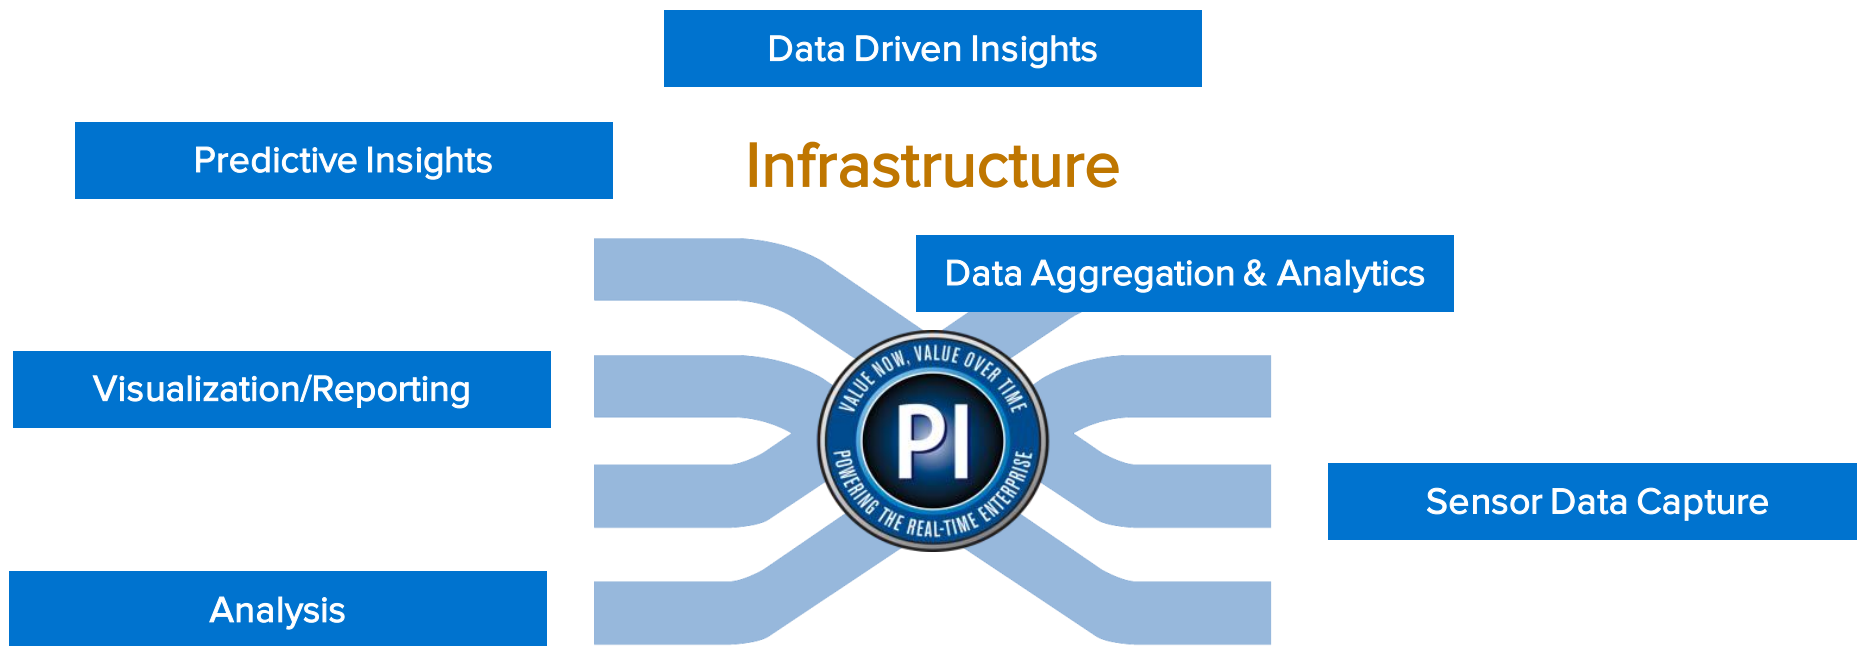 Data Driven Insights
Predictive Insights
Infrastructure
Data Aggregation & Analytics
VALUE NOW, VALUE OVER TIME
Visualization/Reporting
PI
POWERING THE REAL-TIME ENTERPRISE
Sensor Data Capture
Analysis